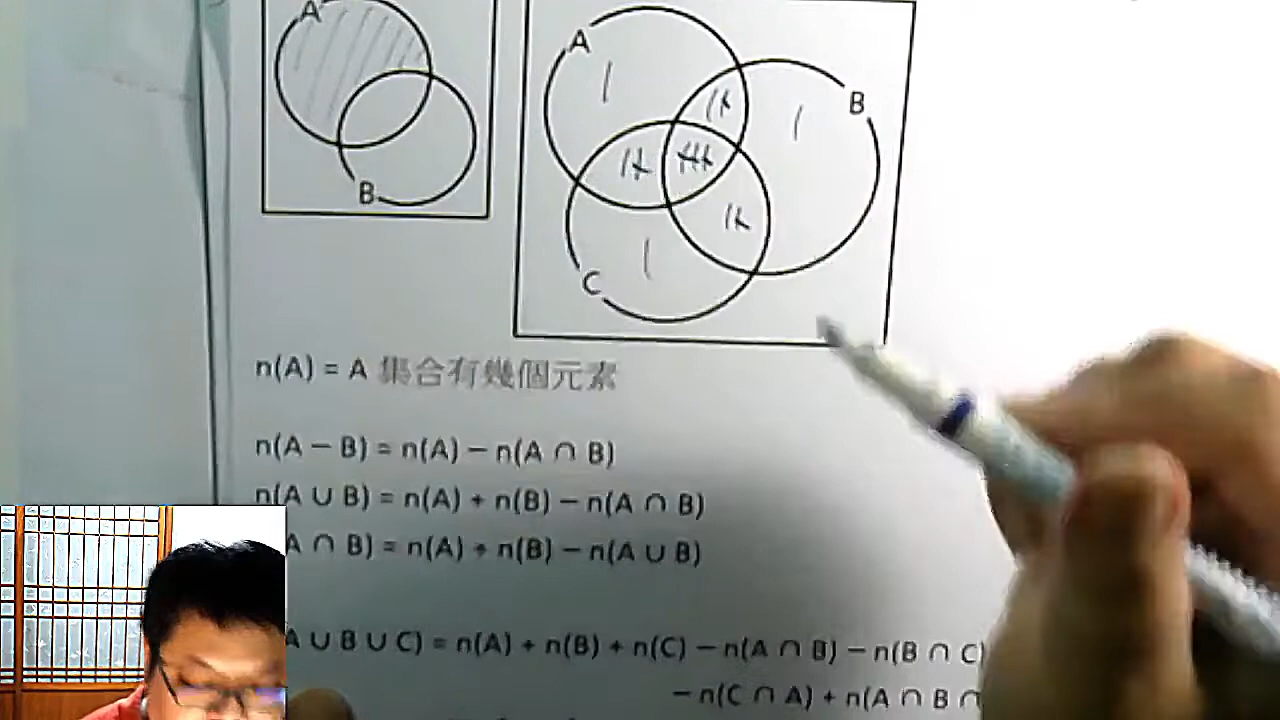 A
B
A
B
C
n(A) = A 集合有幾個元素
n(A − B) = n(A) − n(A ∩ B)
n(A ∪ B) = n(A) + n(B) − n(A ∩ B)
A ∩ B) = n(A) + n(B) − n(A ∪ B)
A ∪ B ∪ C) = n(A) + n(B) + n(C) − n(A ∩ B) − n(B ∩ C)
− n(C ∩ A) + n(A ∩ B ∩